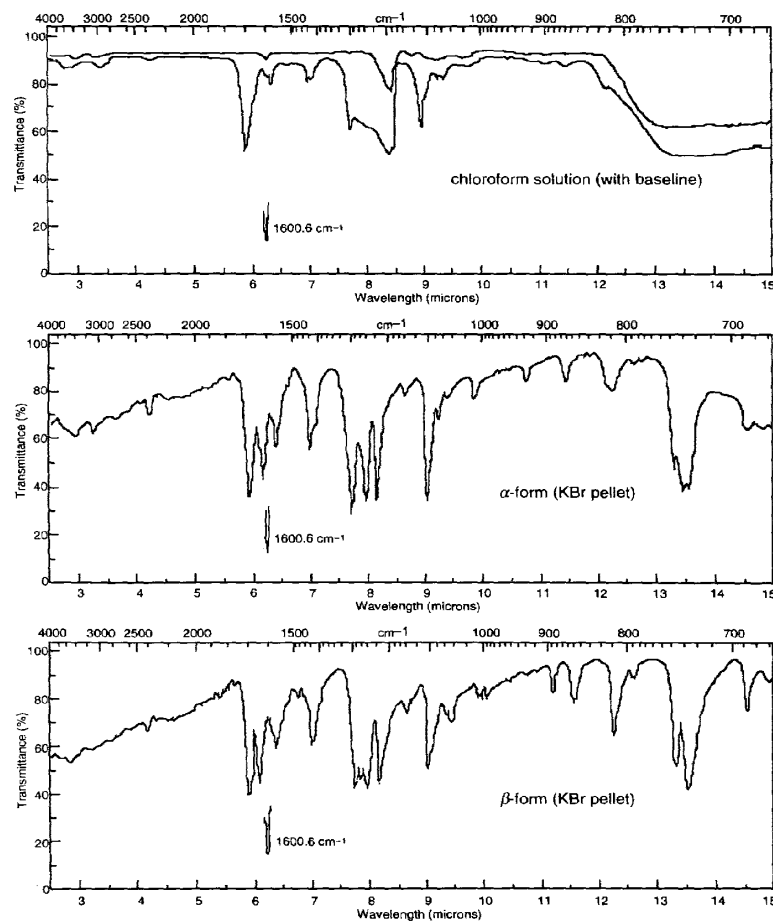 4000 3000 2500 2000 1500 cm⁻¹ 1000 900 800 700
Transmittance (%)
100
80
60
40
20
0
chloroform solution (with baseline)
1600.6 cm⁻¹
3 4 5 6 7 8 9 10 11 12 13 14 15
Wavelength (microns)
4000 3000 2500 2000 1500 cm⁻¹ 1000 900 800 700
Transmittance (%)
100
80
60
40
20
0
α-form (KBr pellet)
1600.6 cm⁻¹
3 4 5 6 7 8 9 10 11 12 13 14 15
Wavelength (microns)
4000 3000 2500 2000 1500 cm⁻¹ 1000 900 800 700
Transmittance (%)
100
80
60
40
20
0
β-form (KBr pellet)
1600.6 cm⁻¹
3 4 5 6 7 8 9 10 11 12 13 14 15
Wavelength (microns)